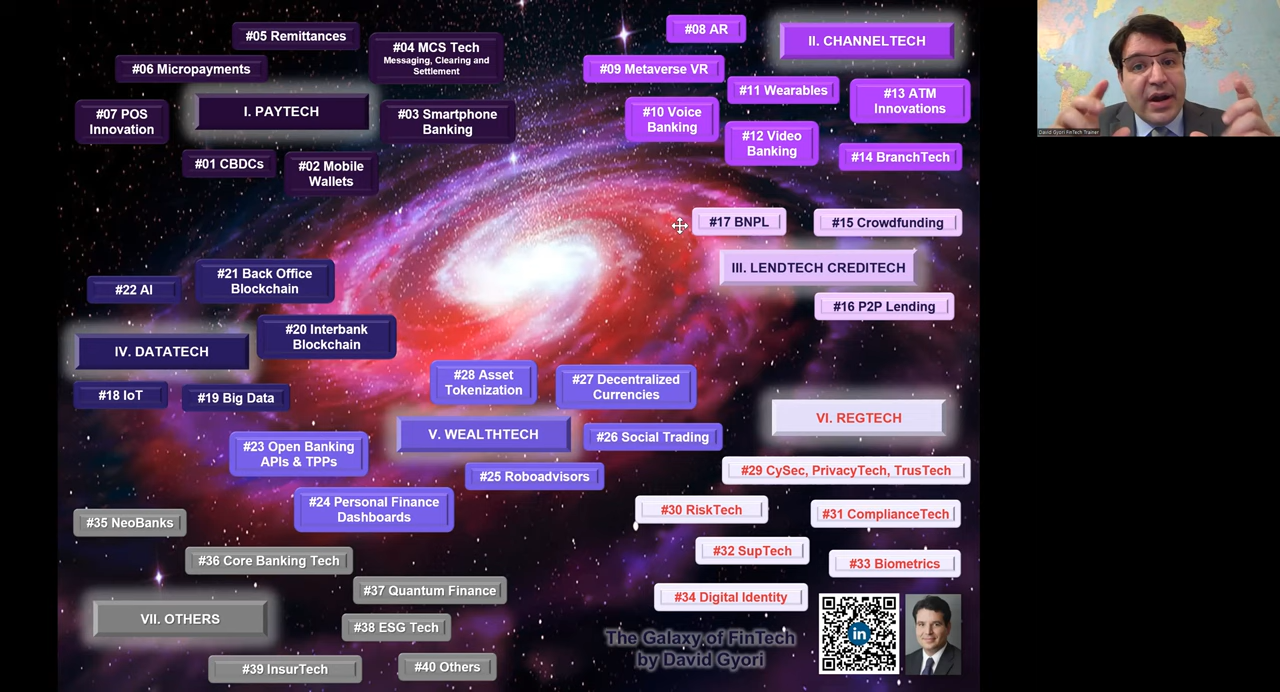 #05 Remittances
#04 MCS Tech
Messaging, Clearing and
Settlement
#06 Micropayments
I. PAYTECH
#07 POS
Innovation
#03 Smartphone
Banking
#01 CBDCs
#02 Mobile
Wallets
#08 AR
II. CHANNELTECH
#09 Metaverse VR
#11 Wearables
#13 ATM
Innovations
#10 Voice
Banking
#12 Video
Banking
#14 BranchTech
#17 BNPL
#15 Crowdfunding
III. LENDTECH CREDITECH
#16 P2P Lending
#21 Back Office
Blockchain
#22 AI
#20 Interbank
Blockchain
IV. DATATECH
#18 IoT
#19 Big Data
#28 Asset
Tokenization
#27 Decentralized
Currencies
V. WEALTHTECH
#26 Social Trading
#23 Open Banking
APIs & TPPs
#25 Roboadvisors
#24 Personal Finance
Dashboards
VI. REGTECH
#29 CySec, PrivacyTech, TrusTech
#30 RiskTech
#31 ComplianceTech
#32 SupTech
#33 Biometrics
#34 Digital Identity
#35 NeoBanks
#36 Core Banking Tech
#37 Quantum Finance
VII. OTHERS
#38 ESG Tech
#39 InsurTech
#40 Others
The Galaxy of FinTech
by David Gyori
in
David Gyori FinTech Trainer